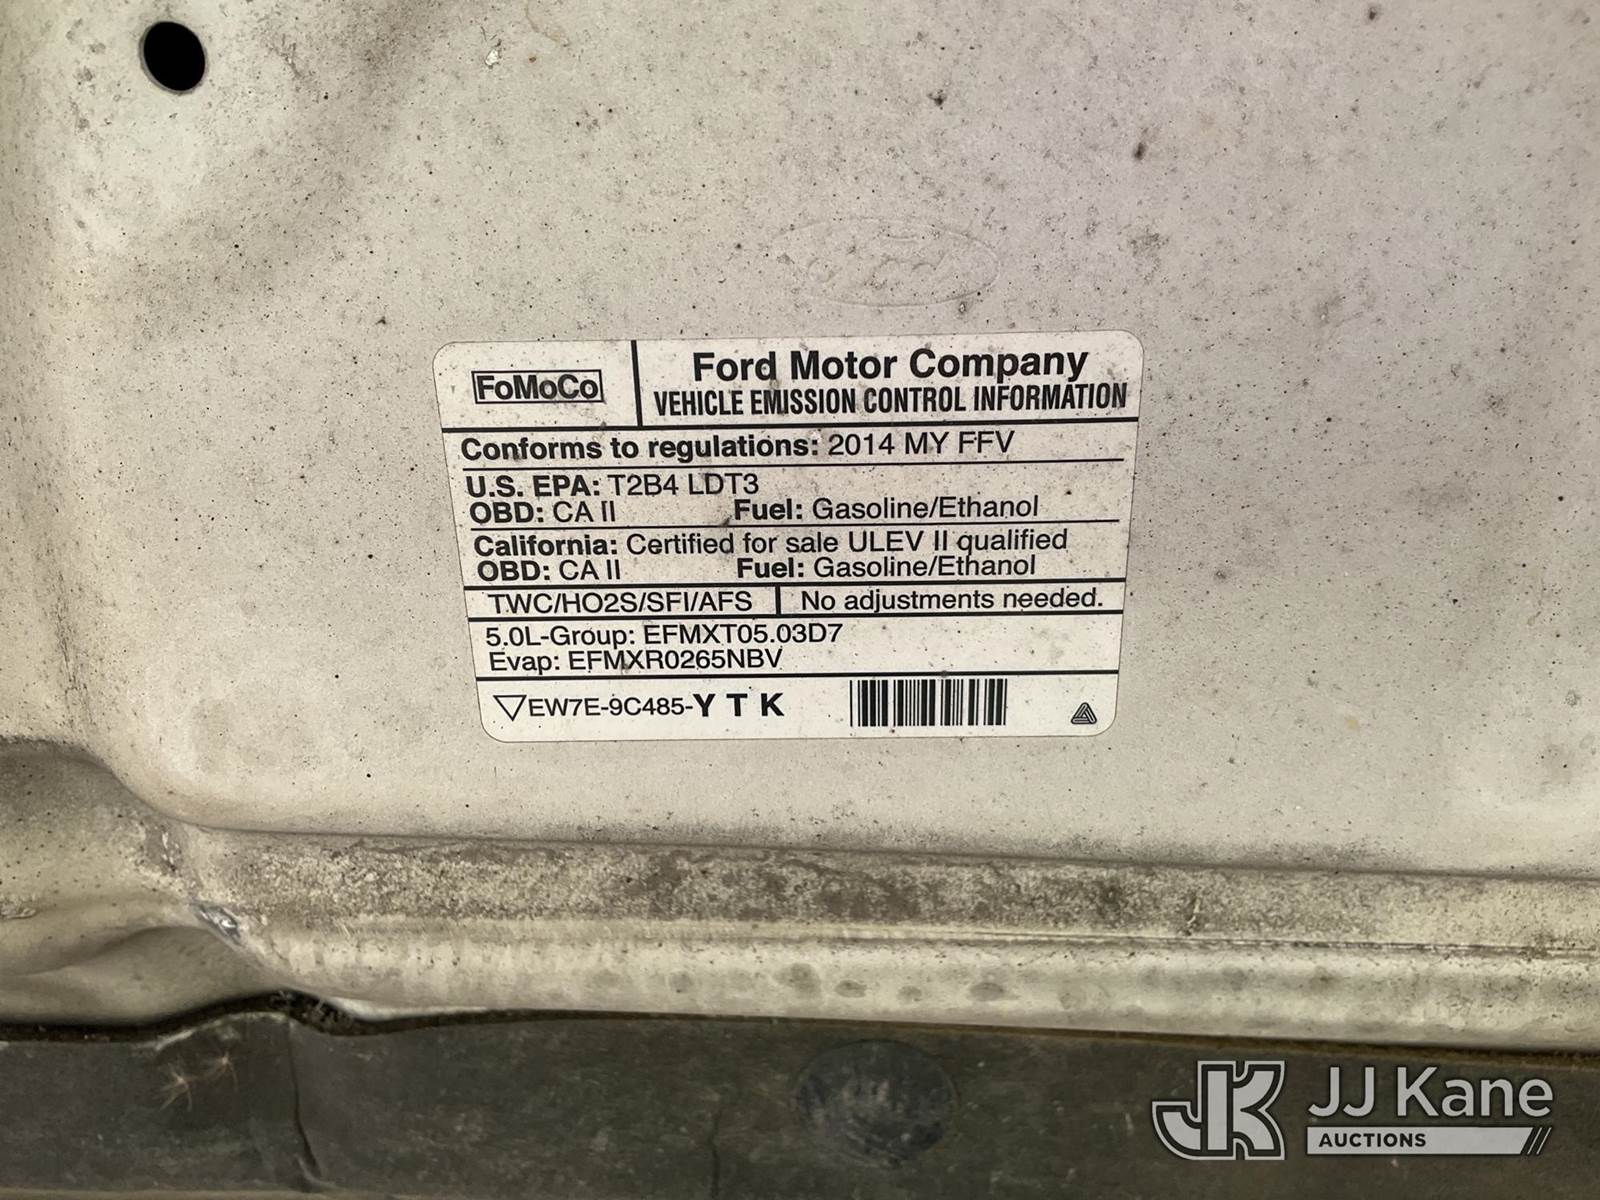 FoMoCo
Ford Motor Company
VEHICLE EMISSION CONTROL INFORMATION
Conforms to regulations: 2014 MY FFV
U.S. EPA: T2B4 LDT3
OBD: CA II Fuel: Gasoline/Ethanol
California: Certified for sale ULEV II qualified
OBD: CA II Fuel: Gasoline/Ethanol
TWC/HO2S/SFI/AFS No adjustments needed.
5.0L-Group: EFMXT05.03D7
Evap: EFMXR0265NBV
EW7E-9C485-Y T K
JK JJ Kane
AUCTIONS